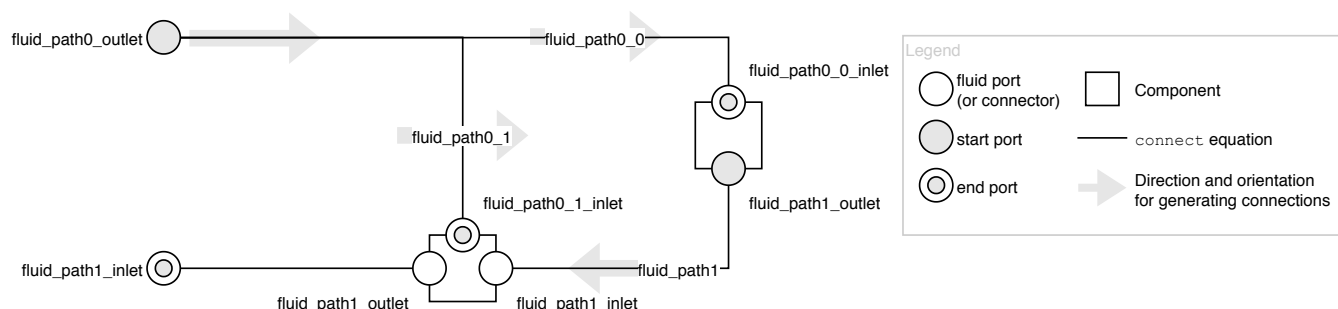 fluid_path0_outlet
fluid_path0_0
fluid_path0_0_inlet
fluid_path0_1
fluid_path0_1_inlet
fluid_path1_outlet
fluid_path1_inlet
fluid_path1
fluid_path1_outlet
fluid_path1_inlet
Legend
fluid port
(or connector)
Component
start port
connect equation
end port
Direction and orientation
for generating connections